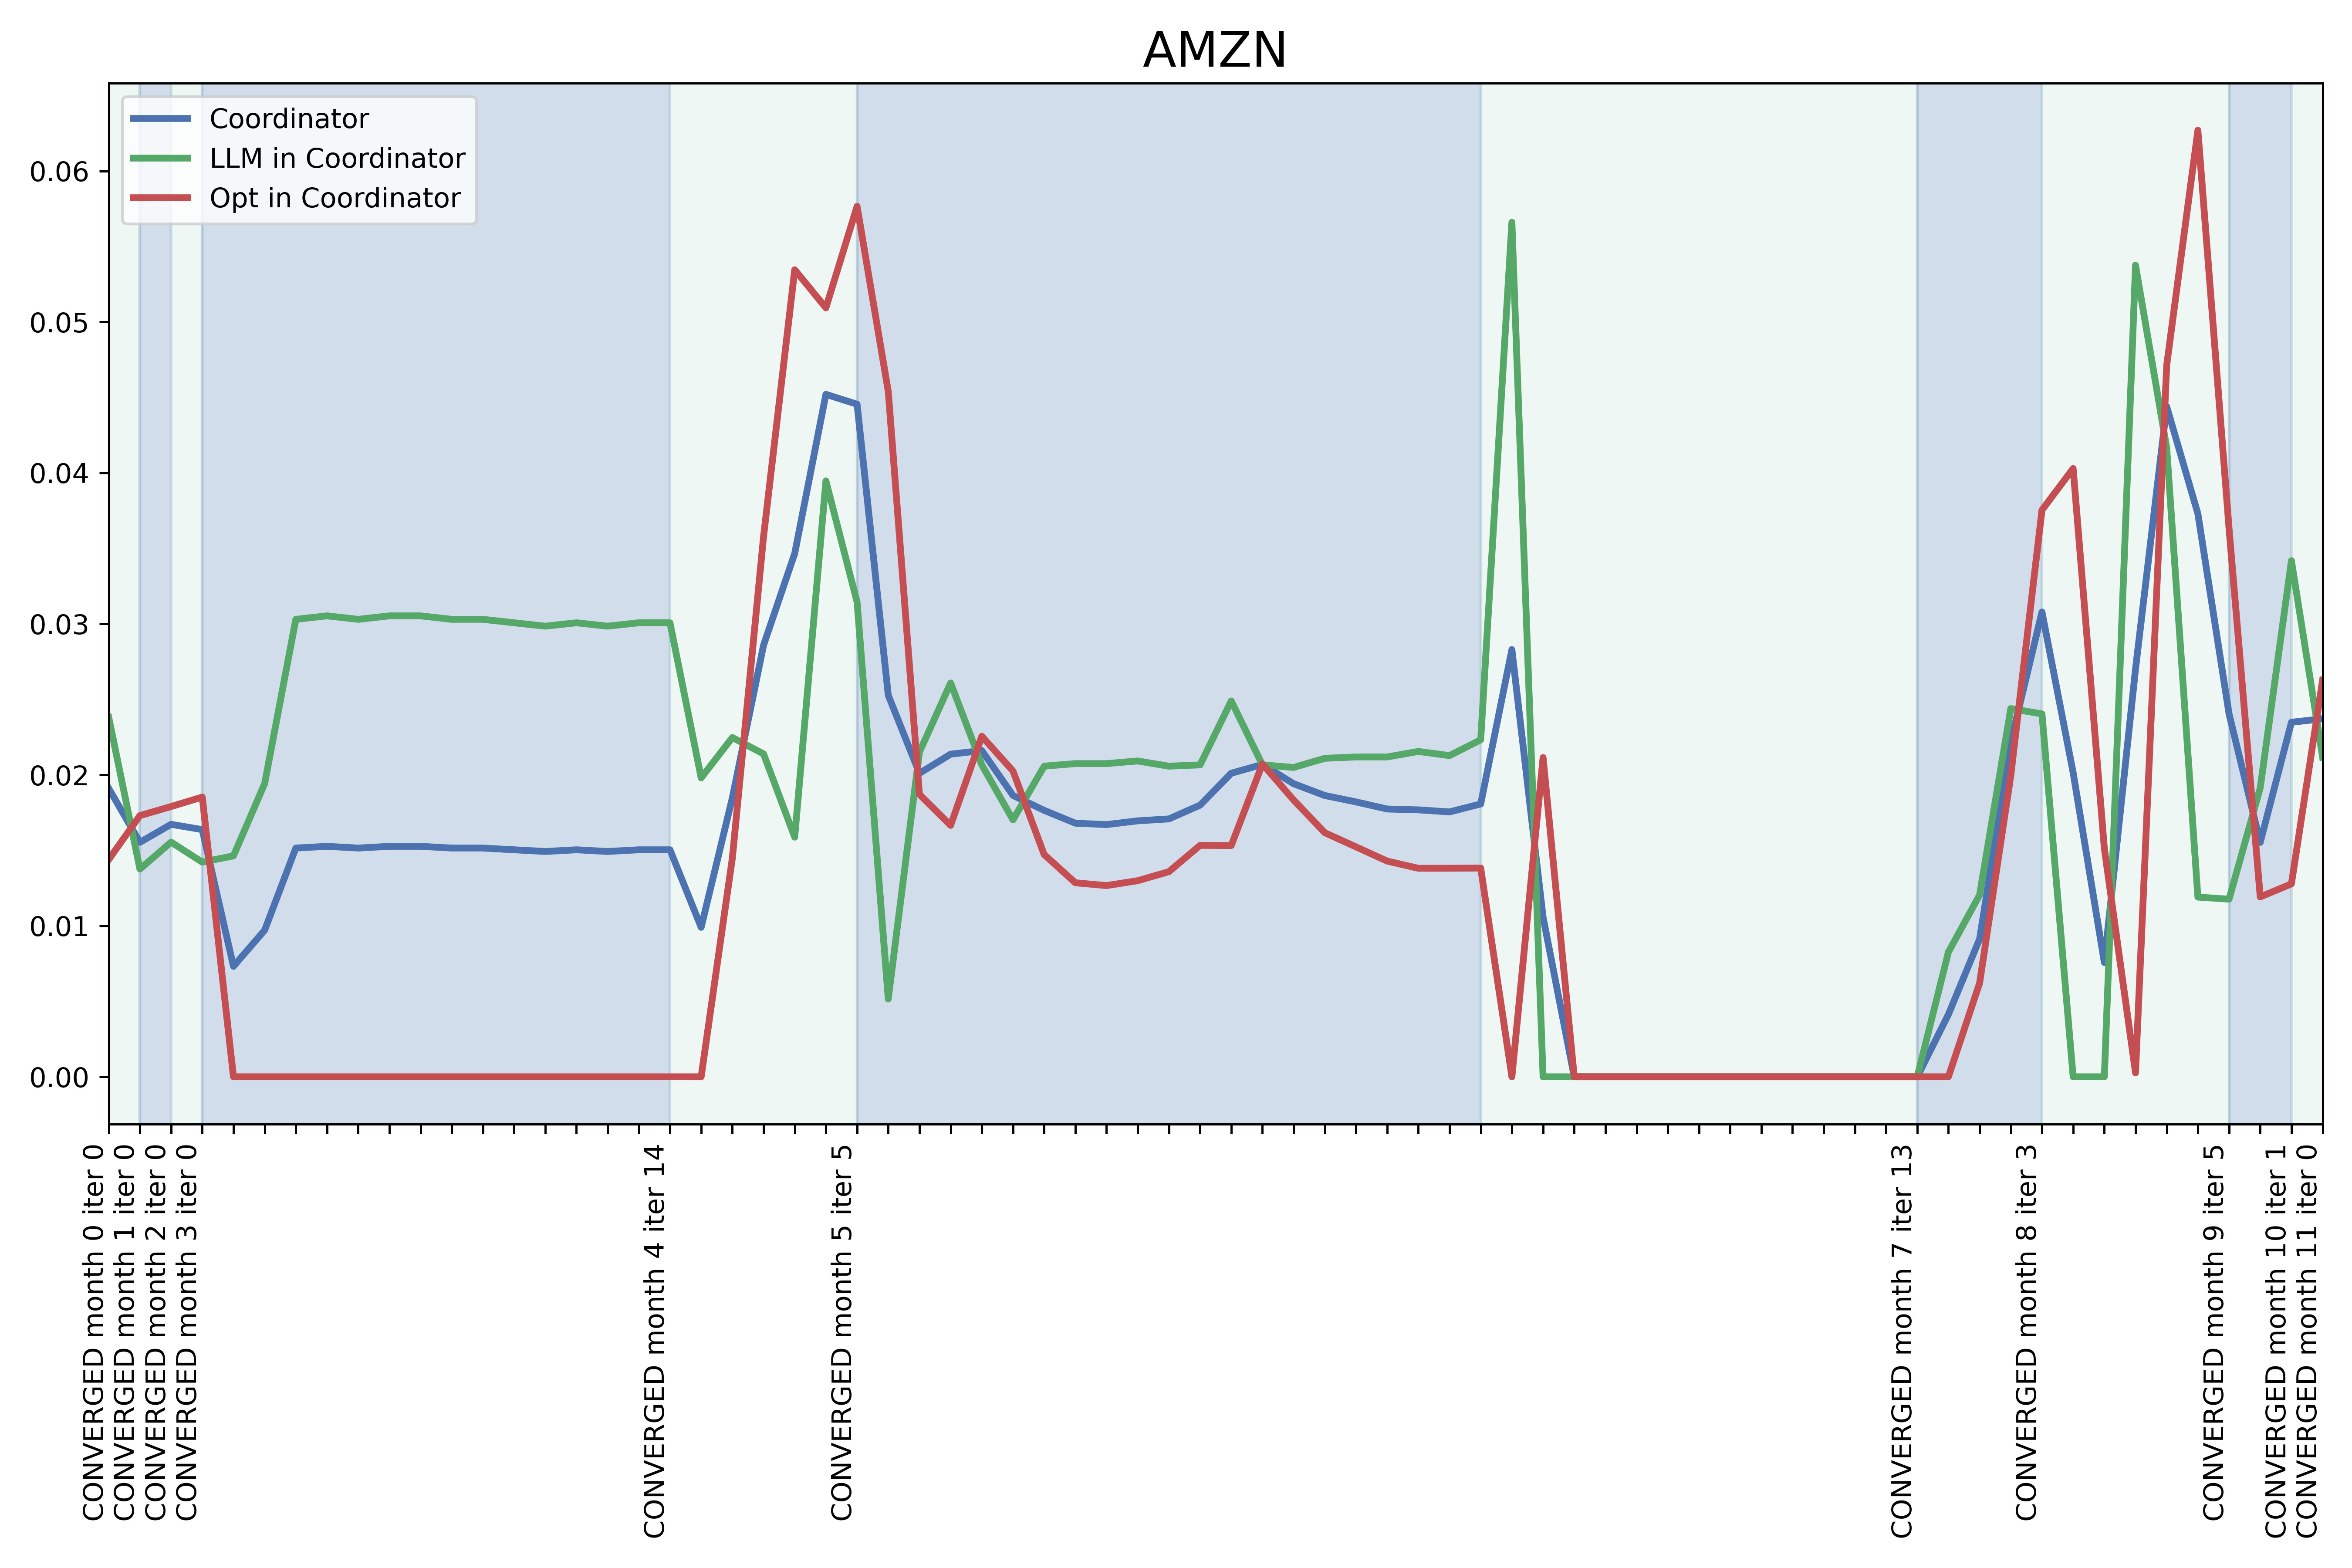 AMZN
Coordinator
LLM in Coordinator
Opt in Coordinator
0.06
0.05
0.04
0.03
0.02
0.01
0.00
CONVERGED month 0 iter 0
CONVERGED month 1 iter 0
CONVERGED month 2 iter 0
CONVERGED month 3 iter 0
CONVERGED month 4 iter 14
CONVERGED month 5 iter 5
CONVERGED month 7 iter 13
CONVERGED month 8 iter 3
CONVERGED month 9 iter 5
CONVERGED month 10 iter 1
CONVERGED month 11 iter 0